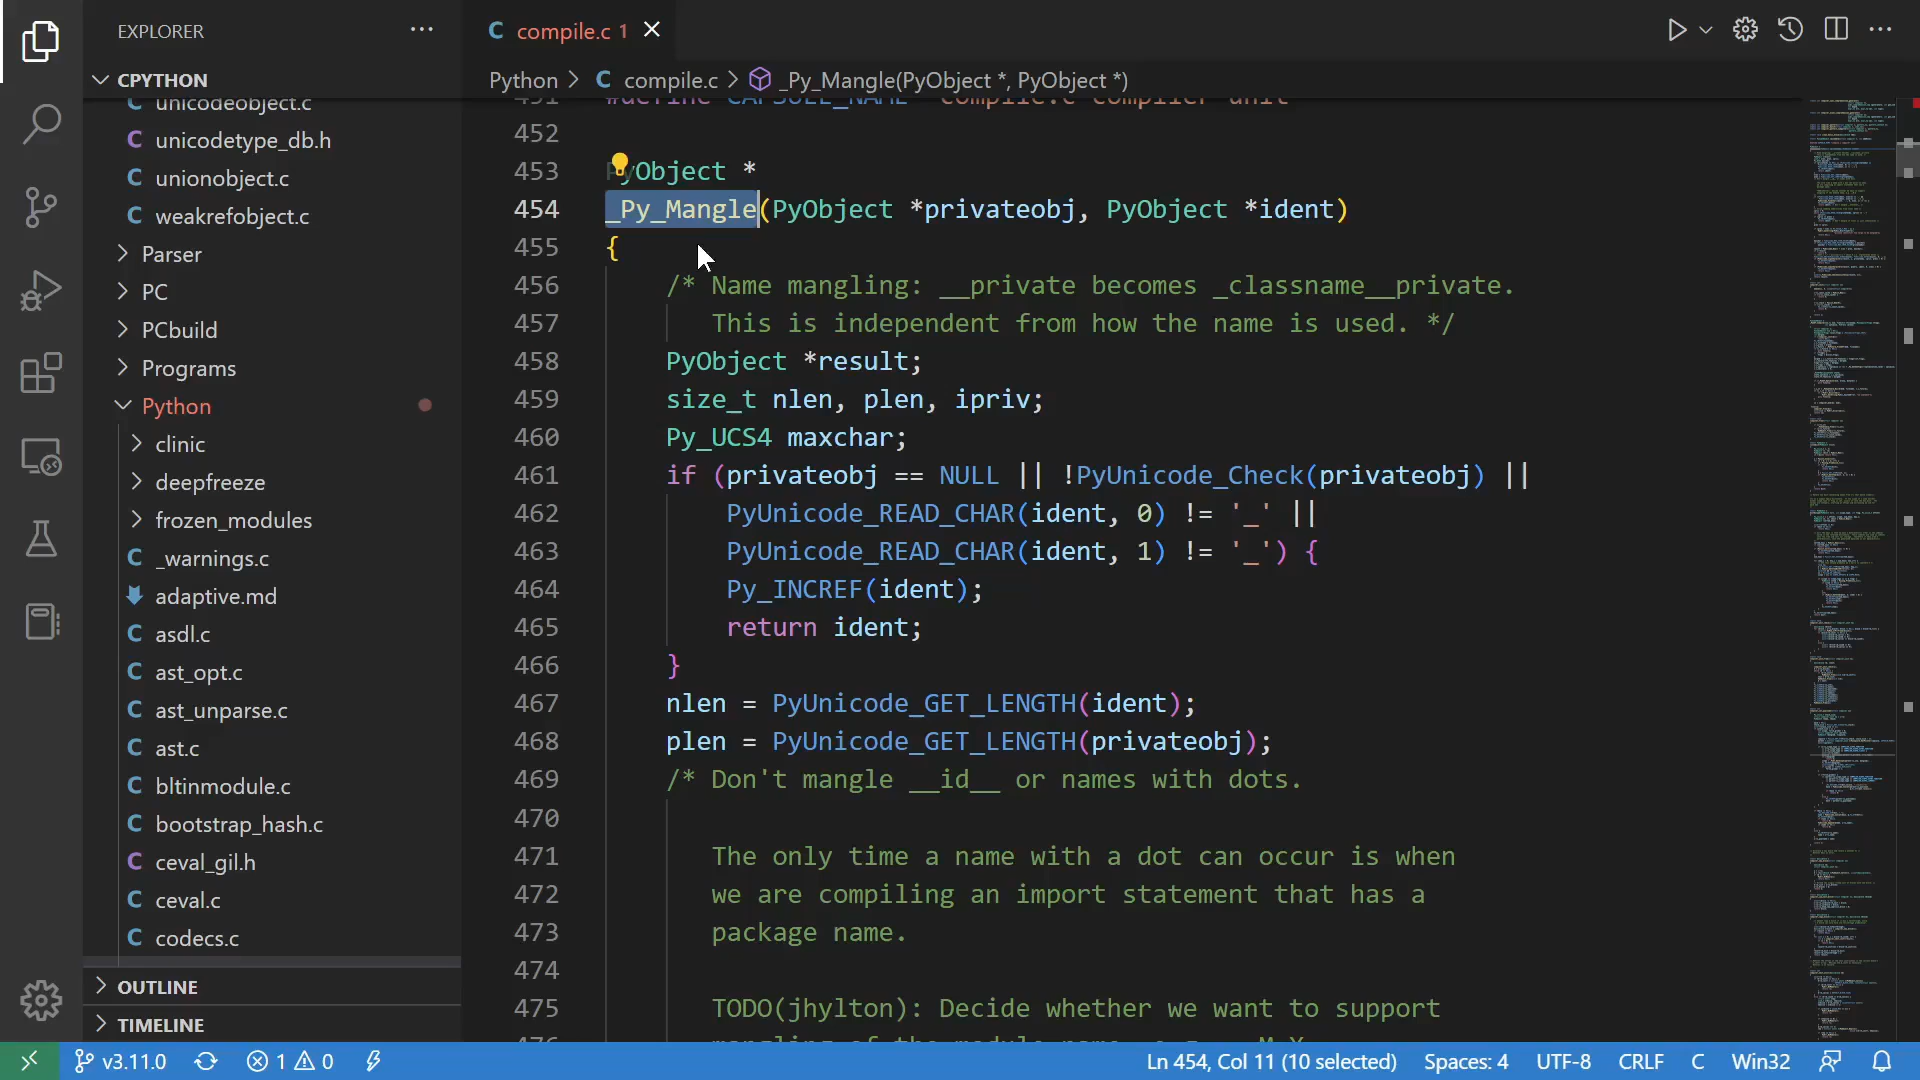 EXPLORER
CPYTHON
unicodeobject.c
unicodetype_db.h
unionobject.c
weakrefobject.c
Parser
PC
PCbuild
Programs
Python
clinic
deepfreeze
frozen_modules
_warnings.c
adaptive.md
asdl.c
ast_opt.c
ast_unparse.c
ast.c
bltinmodule.c
bootstrap_hash.c
ceval_gil.h
ceval.c
codecs.c
OUTLINE
TIMELINE
C compile.c 1
Python > C compile.c > _Py_Mangle(PyObject *, PyObject *)
451 #define CAPSULE_NAME "compile.c compiler unit"
452
453 PyObject *
454 _Py_Mangle(PyObject *privateobj, PyObject *ident)
455 {
456 /* Name mangling: __private becomes _classname__private.
457 This is independent from how the name is used. */
458 PyObject *result;
459 size_t nlen, plen, ipriv;
460 Py_UCS4 maxchar;
461 if (privateobj == NULL || !PyUnicode_Check(privateobj) ||
462 PyUnicode_READ_CHAR(ident, 0) != '_' ||
463 PyUnicode_READ_CHAR(ident, 1) != '_') {
464 Py_INCREF(ident);
465 return ident;
466 }
467 nlen = PyUnicode_GET_LENGTH(ident);
468 plen = PyUnicode_GET_LENGTH(privateobj);
469 /* Don't mangle __id__ or names with dots.
470
471 The only time a name with a dot can occur is when
472 we are compiling an import statement that has a
473 package name.
474
475 TODO(jhylton): Decide whether we want to support
v3.11.0 1 0 Ln 454, Col 11 (10 selected) Spaces: 4 UTF-8 CRLF C Win32